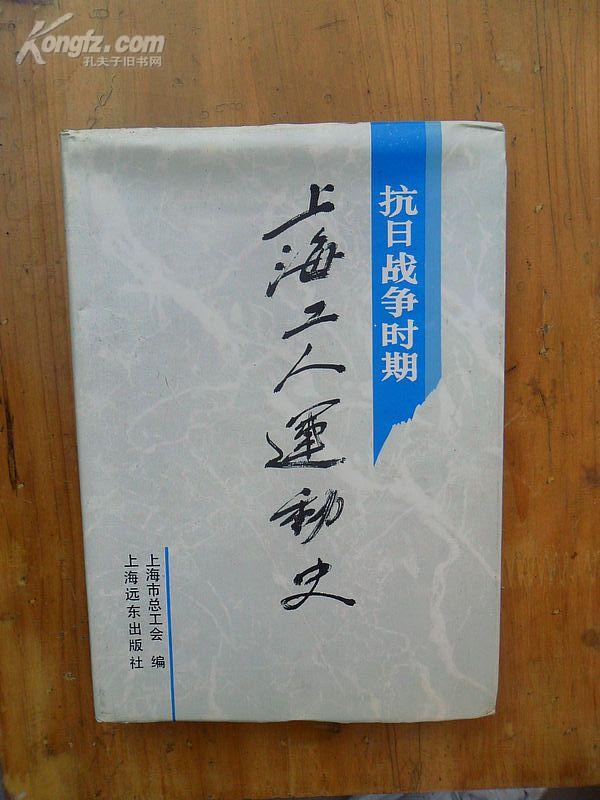 Kongfz.com
孔夫子旧书网
抗日战争时期
上海工人運動史
上海市总工会 编
上海远东出版社